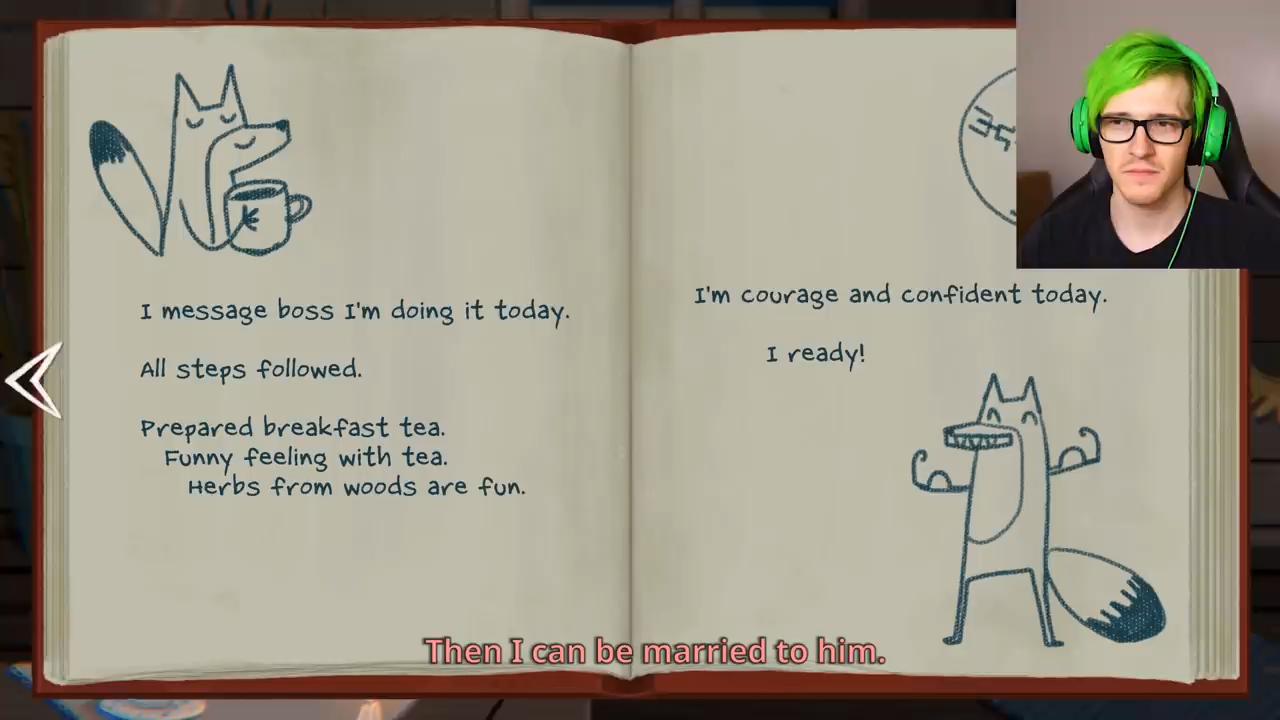 I message boss I'm doing it today.
All steps followed.
Prepared breakfast tea.
Funny feeling with tea.
Herbs from woods are fun.
I'm courage and confident today.
I ready!
Then I can be married to him.